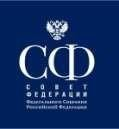 СФ
СОВЕТ
ФЕДЕРАЦИИ
Федерального Собрания
Российской Федерации